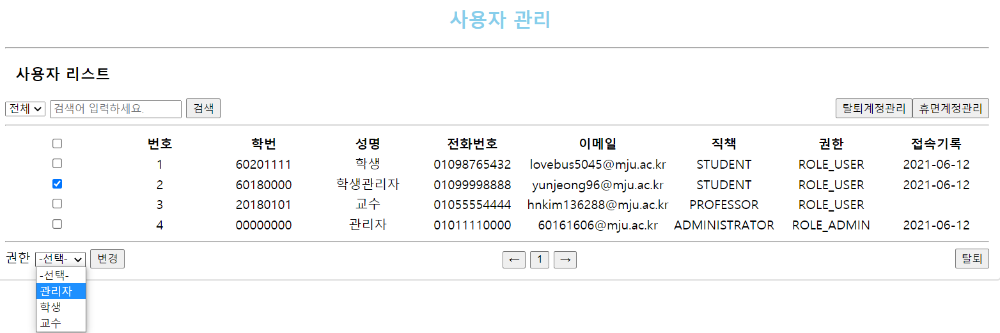 사용자 관리
사용자 리스트
전체 검색어 입력하세요. 검색 탈퇴계정관리 휴면계정관리
번호 학번 성명 전화번호 이메일 직책 권한 접속기록
1 60201111 학생 01098765432 lovebus5045@mju.ac.kr STUDENT ROLE_USER 2021-06-12
2 60180000 학생관리자 01099998888 yunjeong96@mju.ac.kr STUDENT ROLE_USER 2021-06-12
3 20180101 교수 01055554444 hnkim136288@mju.ac.kr PROFESSOR ROLE_USER
4 00000000 관리자 01011110000 60161606@mju.ac.kr ADMINISTRATOR ROLE_ADMIN 2021-06-12
권한 -선택- 변경 ← 1 → 탈퇴
-선택-
관리자
학생
교수